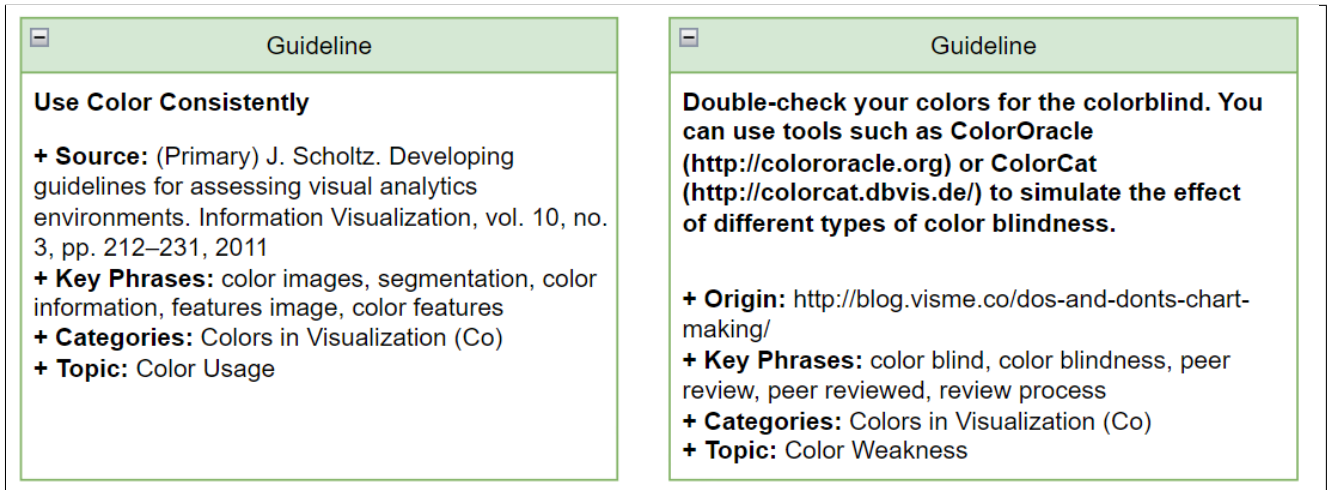 Guideline
Use Color Consistently
+ Source: (Primary) J. Scholtz. Developing
guidelines for assessing visual analytics
environments. Information Visualization, vol. 10, no.
3, pp. 212–231, 2011
+ Key Phrases: color images, segmentation, color
information, features image, color features
+ Categories: Colors in Visualization (Co)
+ Topic: Color Usage
Guideline
Double-check your colors for the colorblind. You
can use tools such as ColorOracle
(http://colororacle.org) or ColorCat
(http://colorcat.dbvis.de/) to simulate the effect
of different types of color blindness.
+ Origin: http://blog.visme.co/dos-and-donts-chart-
making/
+ Key Phrases: color blind, color blindness, peer
review, peer reviewed, review process
+ Categories: Colors in Visualization (Co)
+ Topic: Color Weakness